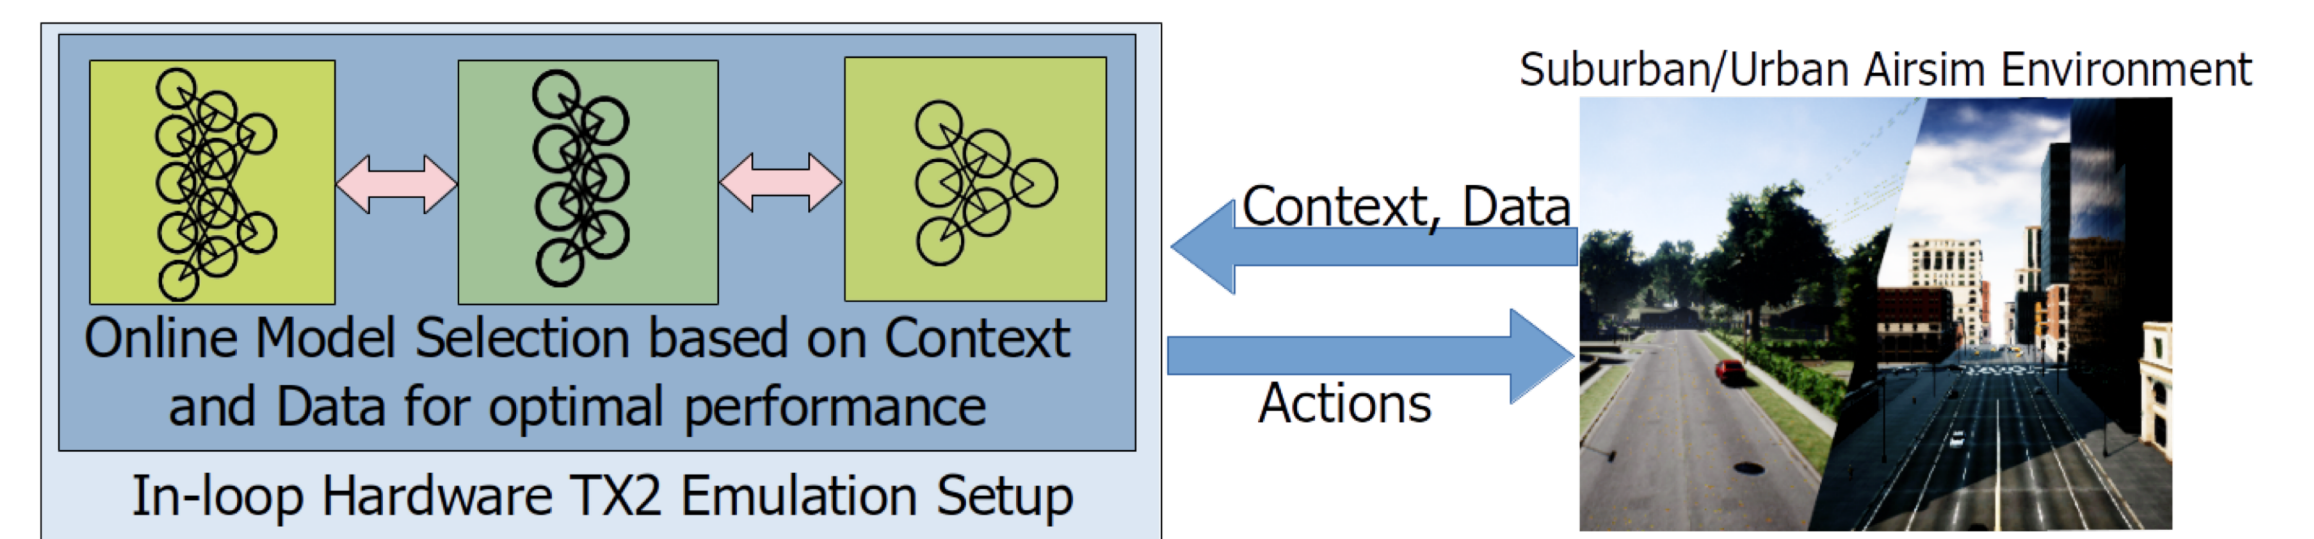 Suburban/Urban Airsim Environment
Context, Data
Actions
Online Model Selection based on Context
and Data for optimal performance
In-loop Hardware TX2 Emulation Setup